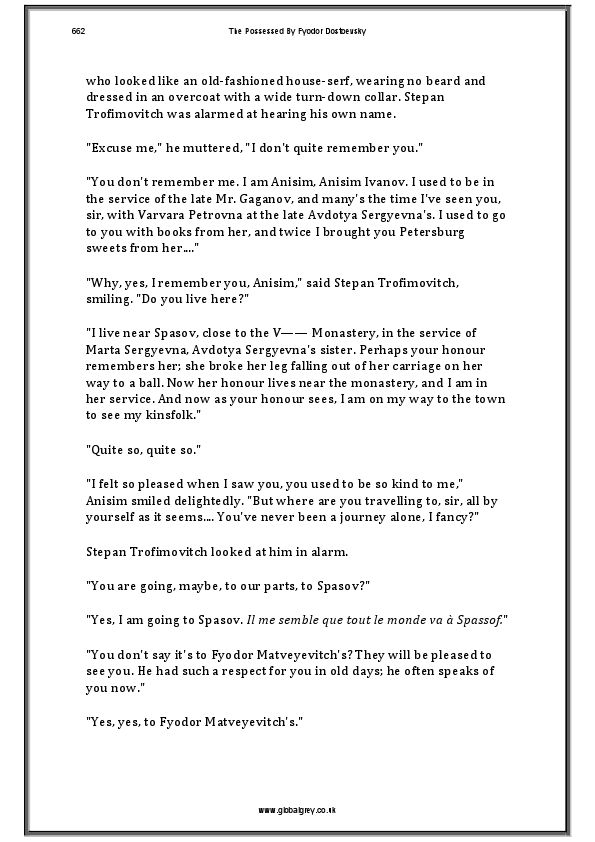 662
The Possessed By Fyodor Dostoevsky
who looked like an old-fashioned house-serf, wearing no beard and
dressed in an overcoat with a wide turn-down collar. Stepan
Trofimovitch was alarmed at hearing his own name.
"Excuse me," he muttered, "I don't quite remember you."
"You don't remember me. I am Anisim, Anisim Ivanov. I used to be in
the service of the late Mr. Gaganov, and many's the time I've seen you,
sir, with Varvara Petrovna at the late Avdotya Sergyevna's. I used to go
to you with books from her, and twice I brought you Petersburg
sweets from her...."
"Why, yes, I remember you, Anisim," said Stepan Trofimovitch,
smiling. "Do you live here?"
"I live near Spasov, close to the V—— Monastery, in the service of
Marta Sergyevna, Avdotya Sergyevna's sister. Perhaps your honour
remembers her; she broke her leg falling out of her carriage on her
way to a ball. Now her honour lives near the monastery, and I am in
her service. And now as your honour sees, I am on my way to the town
to see my kinsfolk."
"Quite so, quite so."
"I felt so pleased when I saw you, you used to be so kind to me,"
Anisim smiled delightedly. "But where are you travelling to, sir, all by
yourself as it seems.... You've never been a journey alone, I fancy?"
Stepan Trofimovitch looked at him in alarm.
"You are going, maybe, to our parts, to Spasov?"
"Yes, I am going to Spasov. Il me semble que tout le monde va à Spassof."
"You don't say it's to Fyodor Matveyevitch's? They will be pleased to
see you. He had such a respect for you in old days; he often speaks of
you now."
"Yes, yes, to Fyodor Matveyevitch's."
www.globalgrey.co.uk